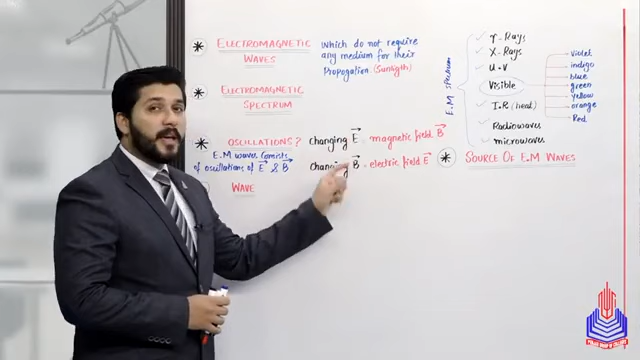 ELECTROMAGNETIC
WAVES
which do not require
any medium for their
Propogation (Sunligth)
ELECTROMAGNETIC
SPECTRUM
OSCILLATIONS?
E.M waves consists
of oscillations of E & B
WAVE
changing E - magnetic field B
changing B - electric field E
E.M spectrum
γ-Rays
X-Rays
U.V
Visible
I.R (heat)
Radiowaves
microwaves
violet
indigo
blue
green
yellow
orange
Red
SOURCE OF E.M WAVES